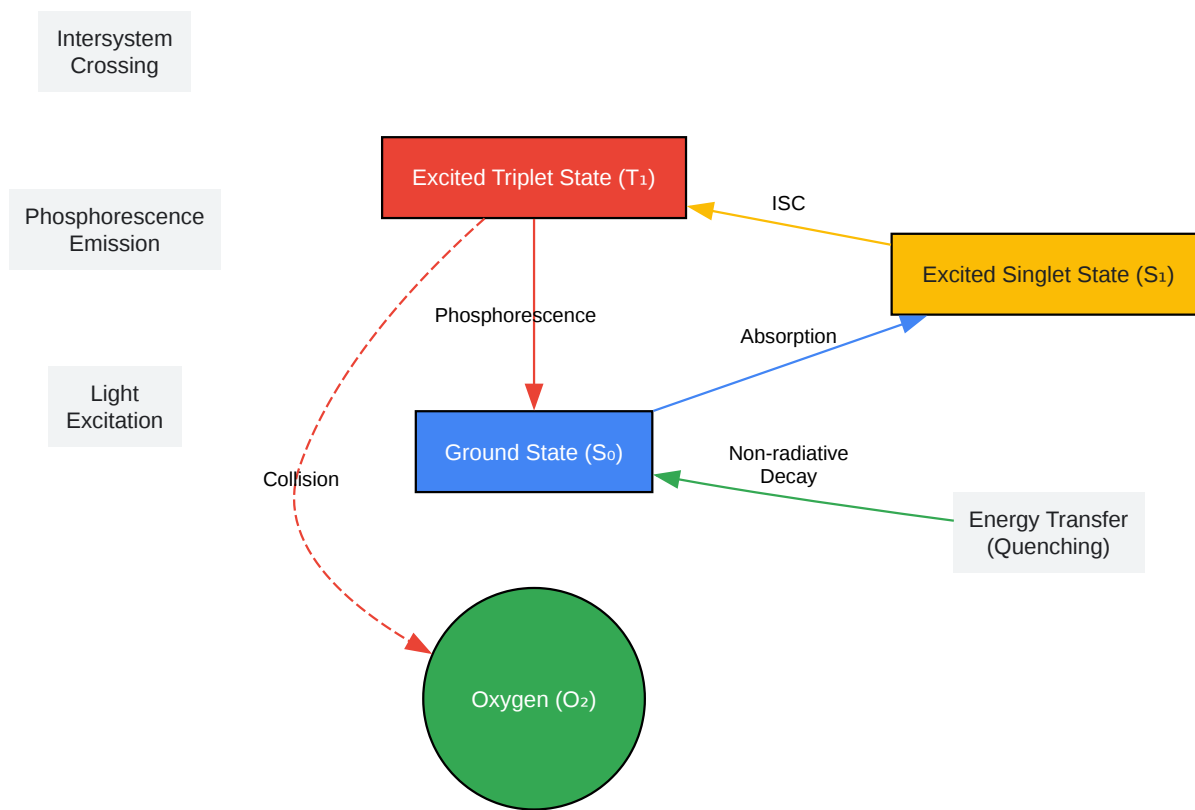 Intersystem
Crossing
Excited Triplet State (T₁)
ISC
Phosphorescence
Emission
Excited Singlet State (S₁)
Phosphorescence
Absorption
Light
Excitation
Ground State (S₀)
Non-radiative
Decay
Collision
Energy Transfer
(Quenching)
Oxygen (O₂)